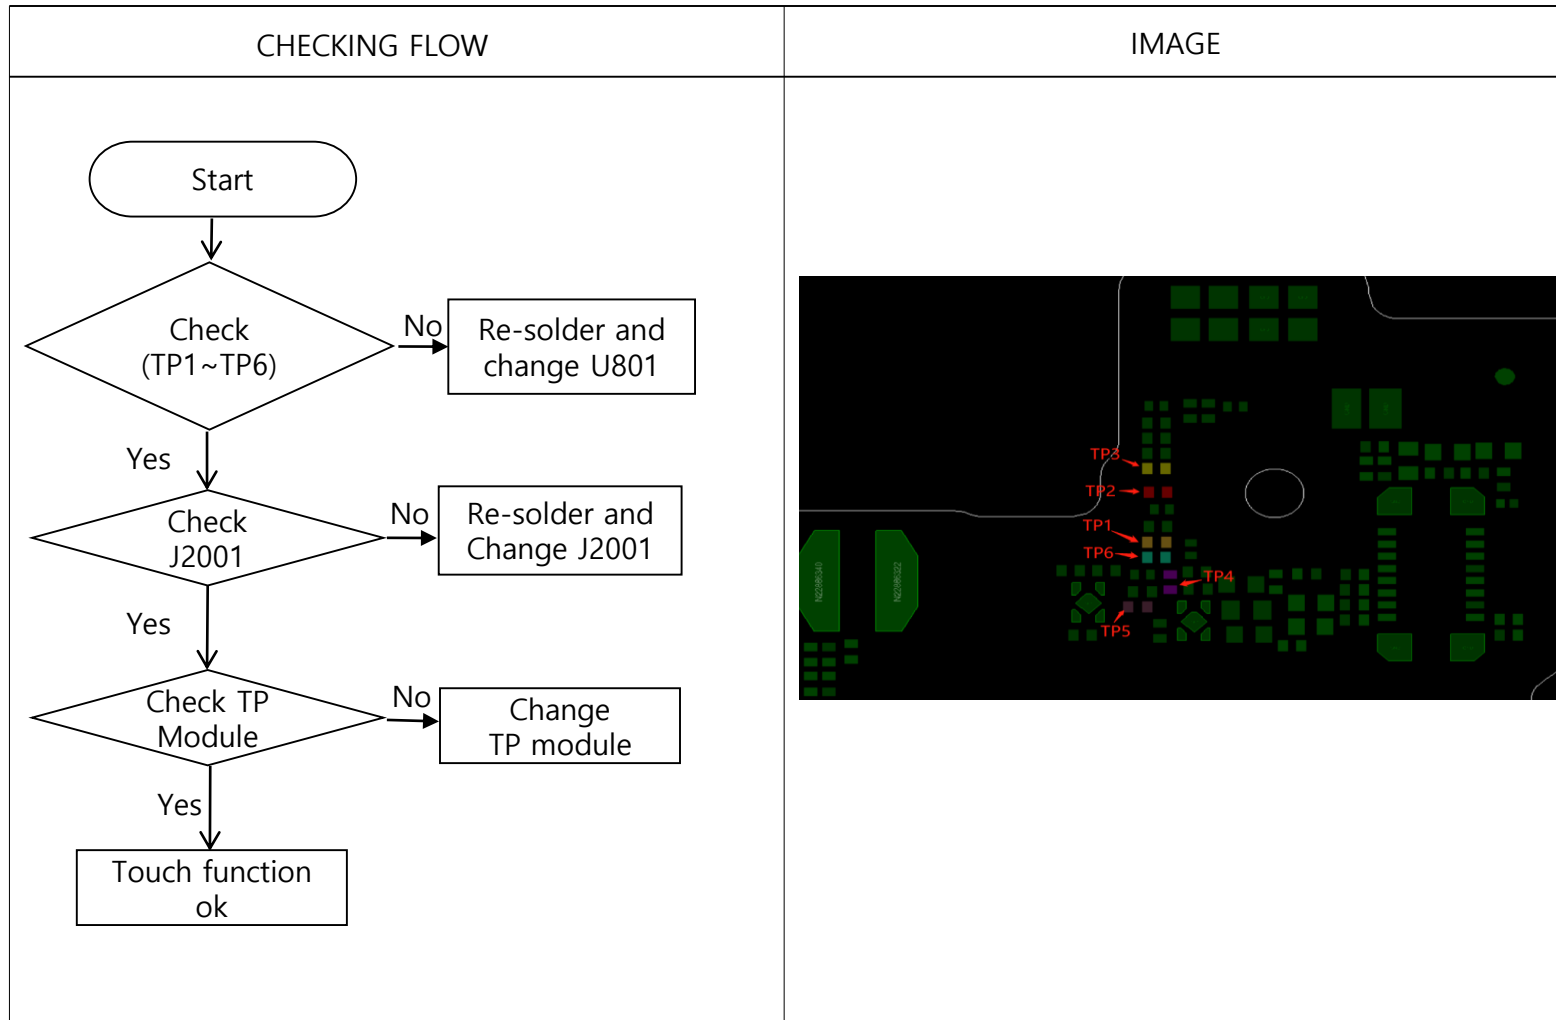 CHECKING FLOW
IMAGE
Start
Check
(TP1~TP6)
No
Re-solder and
change U801
Yes
Check
J2001
No
Re-solder and
Change J2001
Yes
Check TP
Module
No
Change
TP module
Yes
Touch function
ok
TP3
TP2
TP1
TP6
TP4
TP5